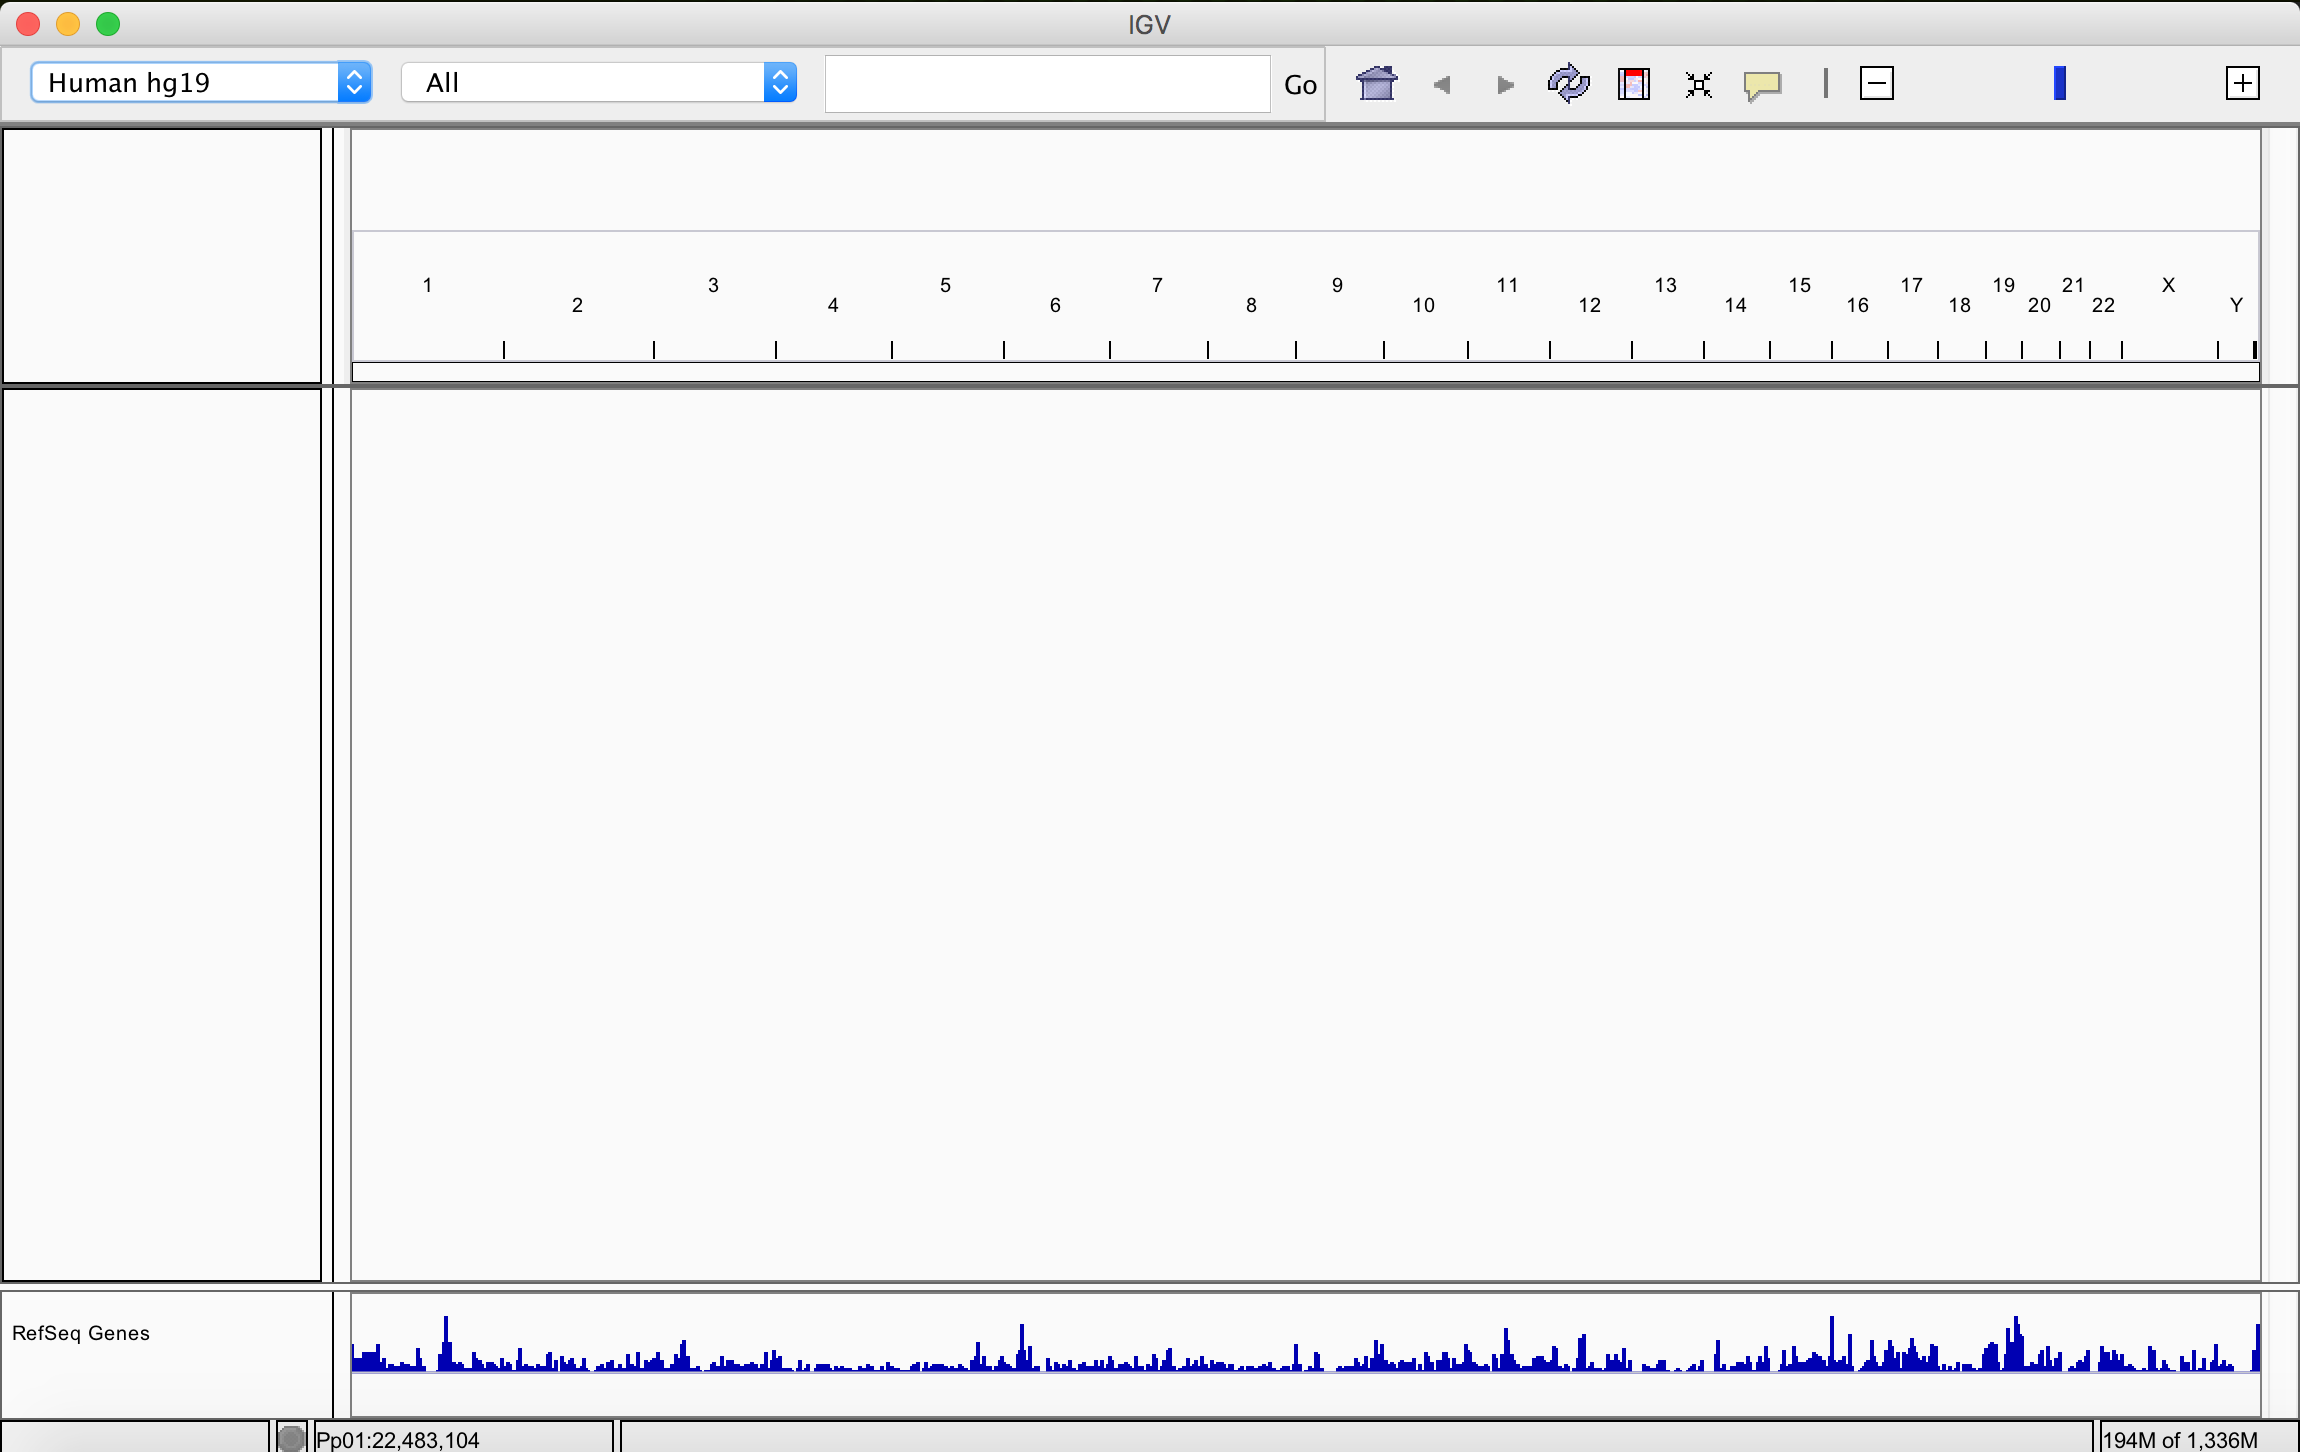 IGV
Human hg19 All Go
1 3 5 7 9 11 13 15 17 19 21 X
2 4 6 8 10 12 14 16 18 20 22 Y
RefSeq Genes
Pp01:22,483,104 194M of 1,336M